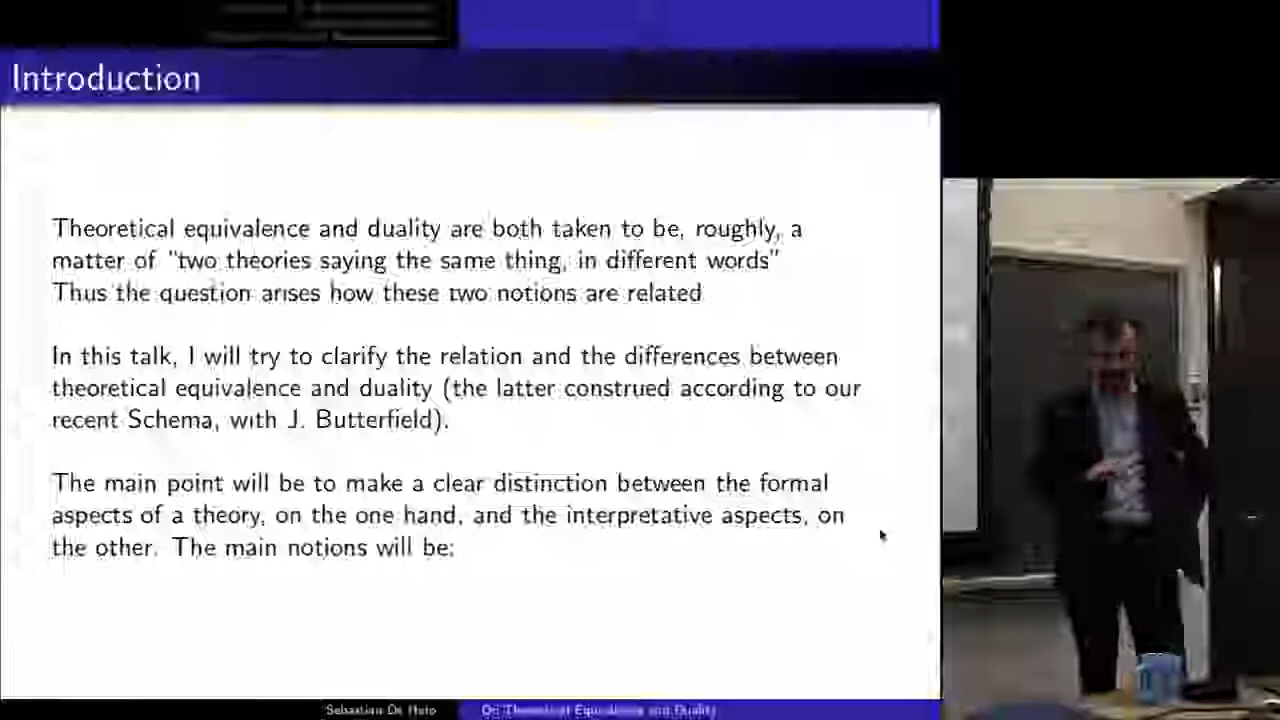 Introduction
Theoretical equivalence and duality are both taken to be, roughly, a
matter of "two theories saying the same thing, in different words"
Thus the question arises how these two notions are related
In this talk, I will try to clarify the relation and the differences between
theoretical equivalence and duality (the latter construed according to our
recent Schema, with J. Butterfield).
The main point will be to make a clear distinction between the formal
aspects of a theory, on the one hand, and the interpretative aspects, on
the other. The main notions will be:
Sebastian De Haro
On Theoretical Equivalence and Duality